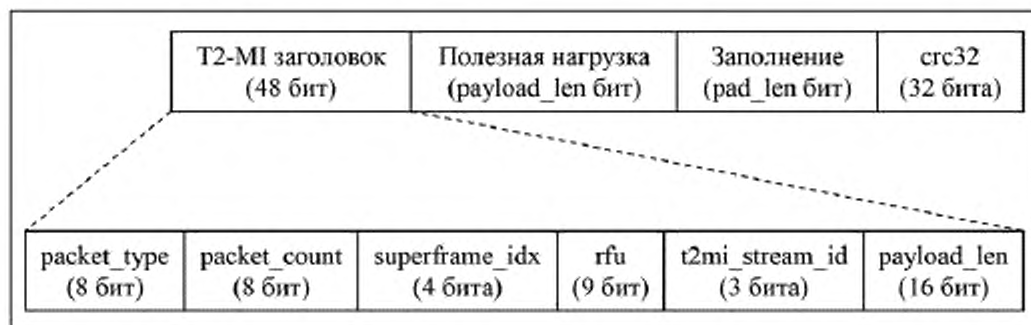 T2-MI заголовок Полезная нагрузка Заполнение crc32
(48 бит) (payload_len бит) (pad_len бит) (32 бита)
packet_type packet_count superframe_idx rfu t2mi_stream_id payload_len
(8 бит) (8 бит) (4 бита) (9 бит) (3 бита) (16 бит)